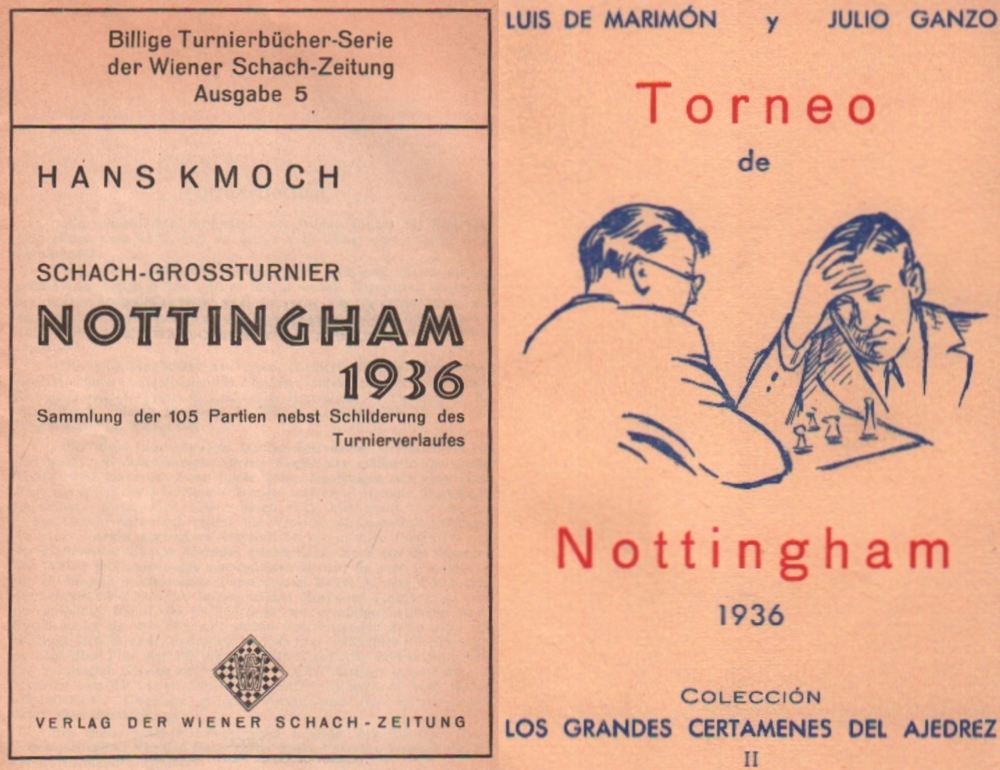 Billige Turnierbücher-Serie
der Wiener Schach-Zeitung
Ausgabe 5
HANS KMOCH
SCHACH-GROSSTURNIER
NOTTINGHAM
1936
Sammlung der 105 Partien nebst Schilderung des
Turnierverlaufes
VERLAG DER WIENER SCHACH-ZEITUNG
LUIS DE MARIMÓN y JULIO GANZO
Torneo
de
Nottingham
1936
COLECCIÓN
LOS GRANDES CERTAMENES DEL AJEDREZ
II